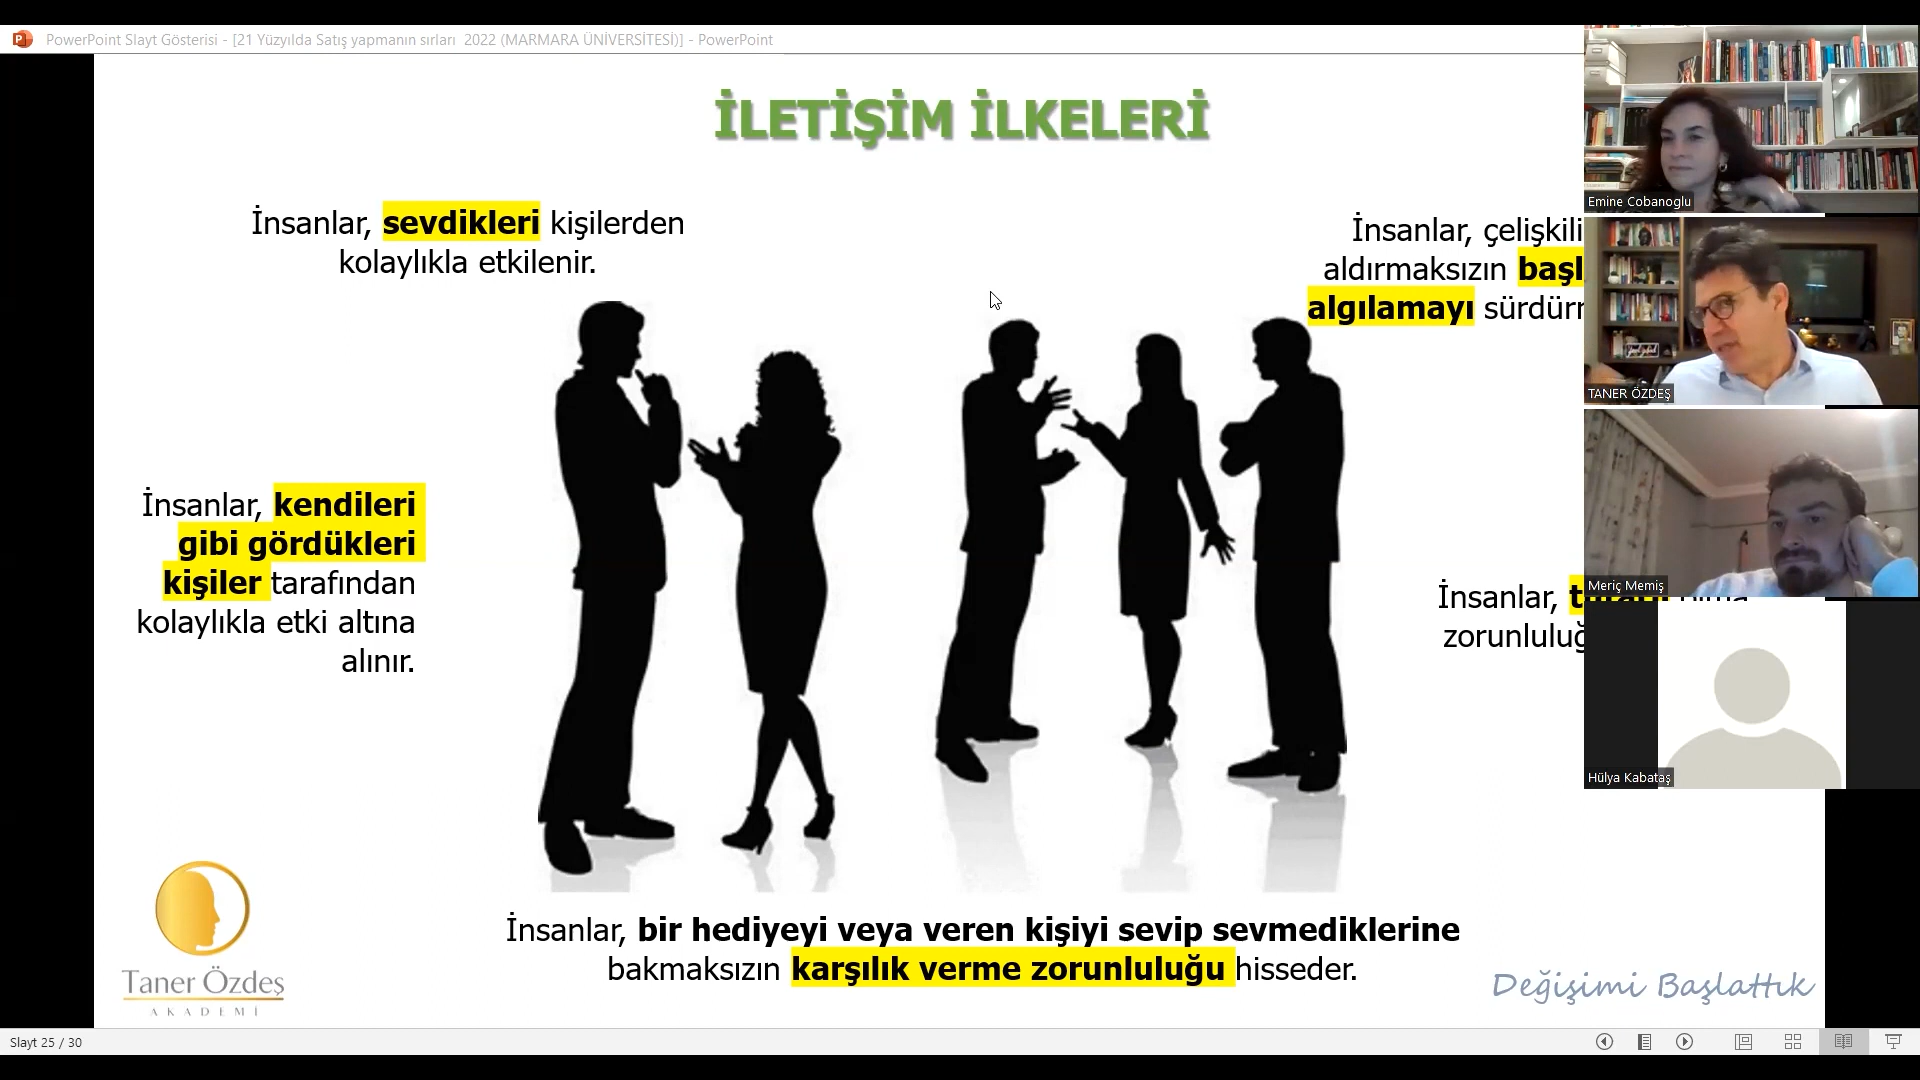 PowerPoint Slayt Gösterisi - [21 Yüzyılda Satış yapmanın sırları 2022 (MARMARA ÜNİVERSİTESİ)] - PowerPoint
İLETİŞİM İLKELERİ
İnsanlar, sevdikleri kişilerden
kolaylıkla etkilenir.
İnsanlar, çelişkili
aldırmaksızın
algılamayı
İnsanlar, kendileri
gibi gördükleri
kişiler tarafından
kolaylıkla etki altına
alınır.
İnsanlar,
İnsanlar, bir hediyeyi veya veren kişiyi sevip sevmediklerine
bakmaksızın karşılık verme zorunluluğu hisseder.
Taner Özdeş
AKADEMİ
Değişimi Başlattık
Slayt 25 / 30
Emine Cobanoglu
TANER ÖZDEŞ
Meriç Memiş
Hülya Kabataş